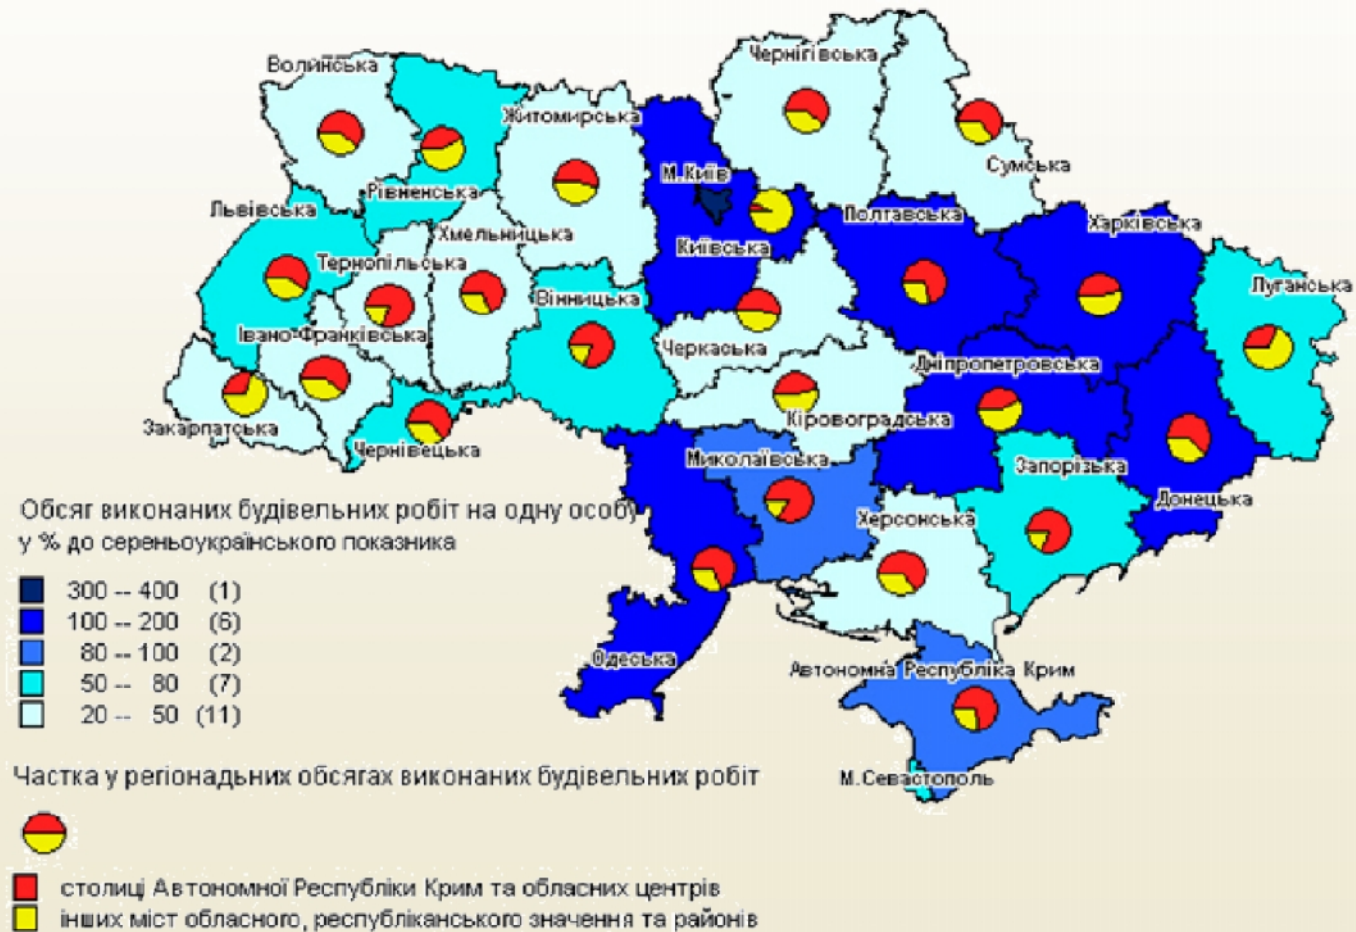 Чернігівська
Волинська
Житомирська
Сумська
М.Київ
Рівненська
Львівська
Полтавська
Харківська
Хмельницька
Київська
Тернопільська
Луганська
Вінницька
Івано-Франківська
Черкаська
Дніпропетровська
Кіровоградська
Закарпатська
Чернівецька
Миколаївська
Запорізька
Донецька
Обсяг виконаних будівельних робіт на одну особу
Херсонська
у % до сереньоукраїнського показника
300 -- 400 (1)
100 -- 200 (6)
80 -- 100 (2)
50 -- 80 (7)
20 -- 50 (11)
Одеська
Автономна Республіка Крим
Частка у регіональних обсягах виконаних будівельних робіт
М.Севастополь
столиці Автономної Республіки Крим та обласних центрів
інших міст обласного, республіканського значення та районів